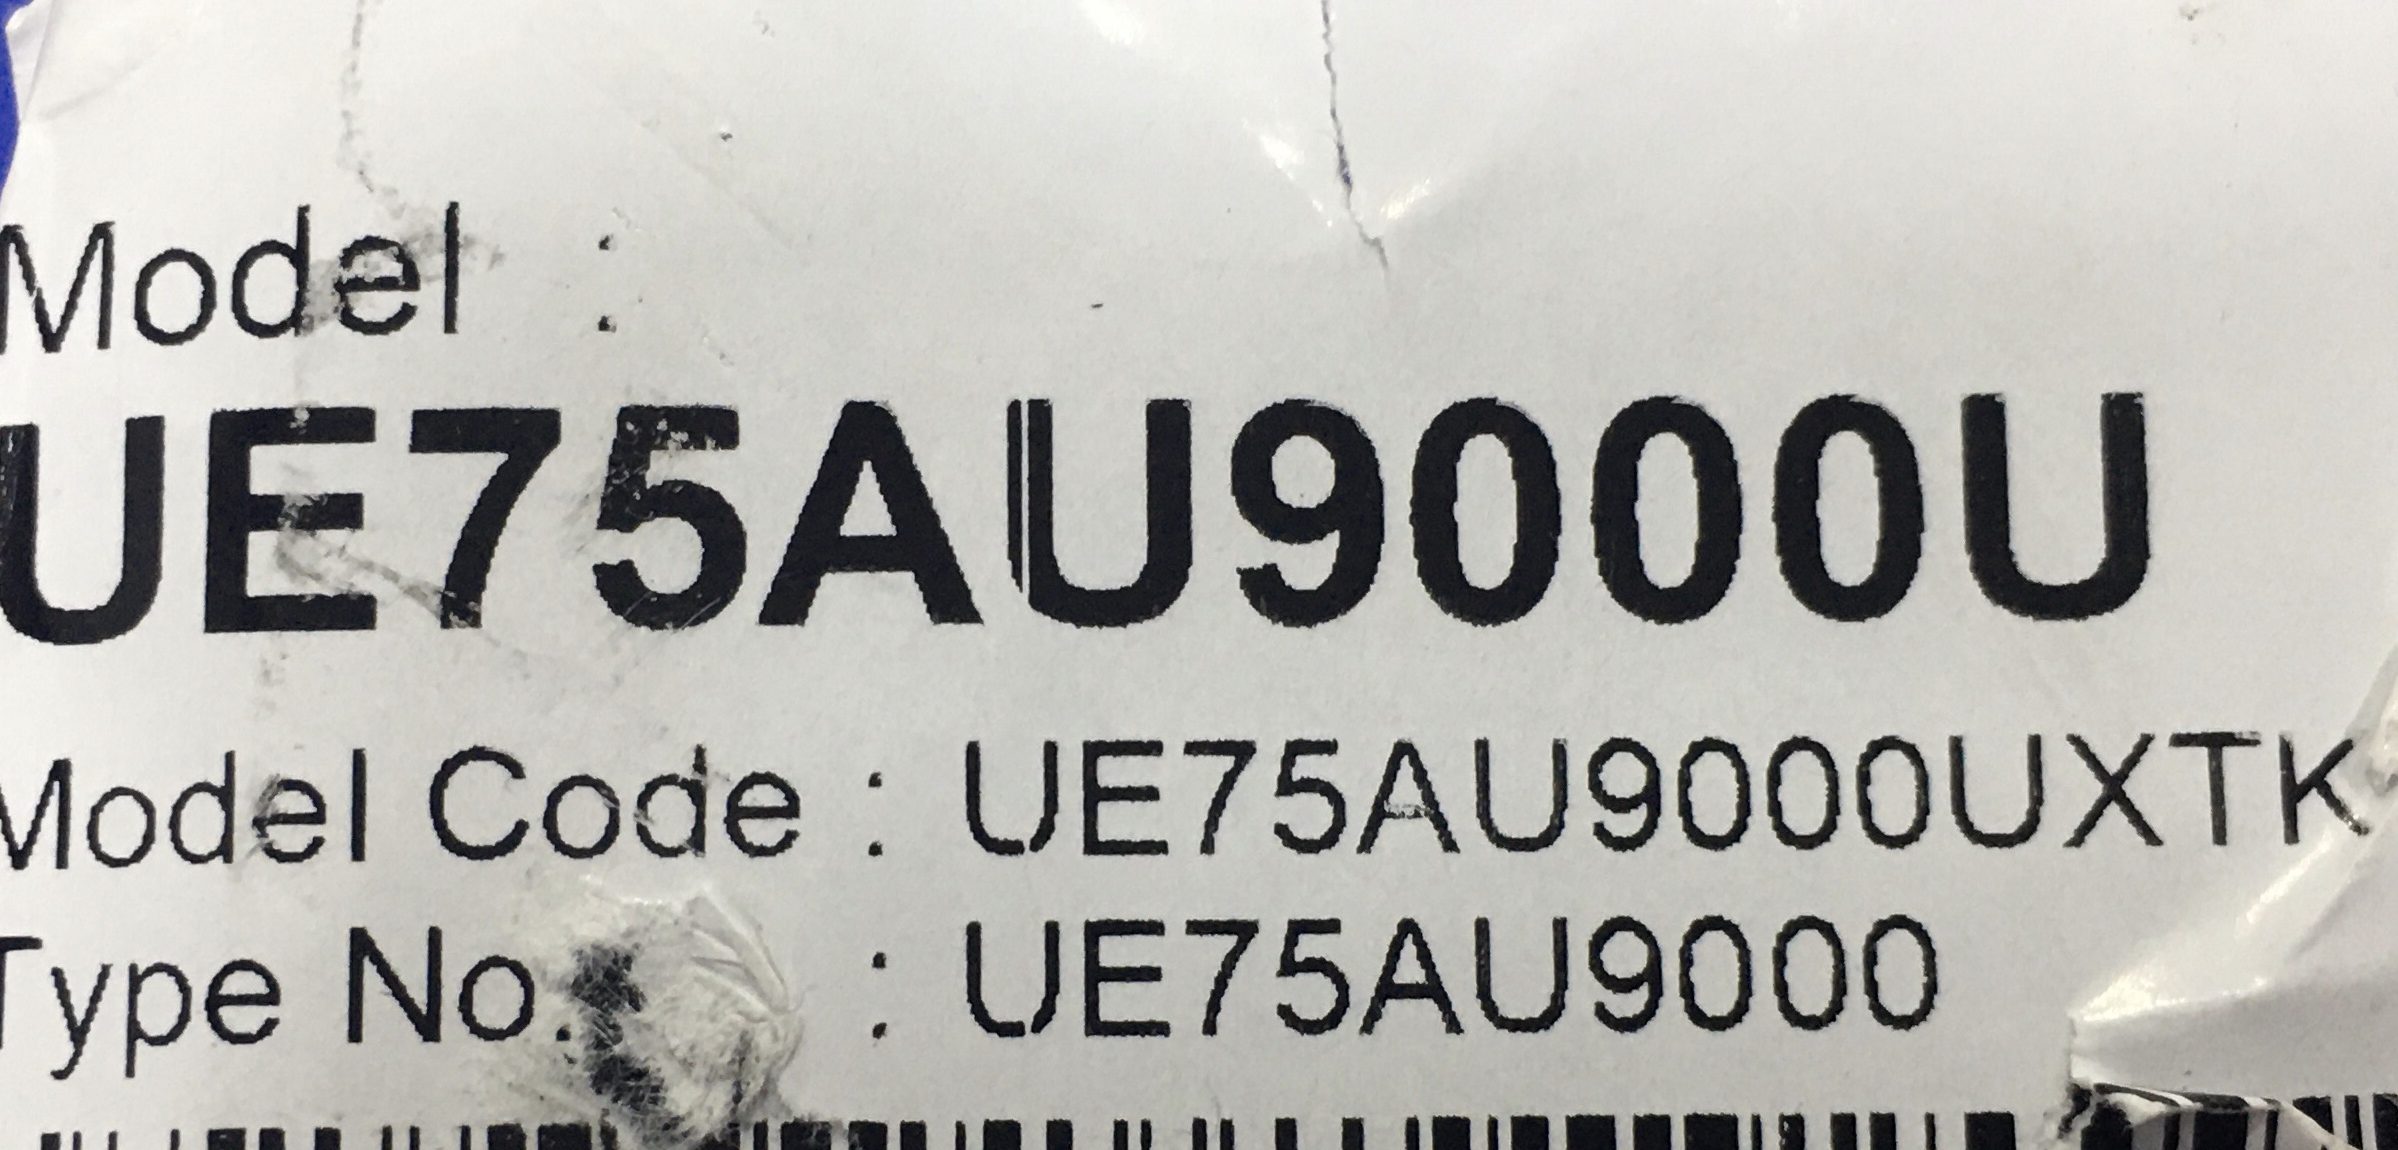 Model :
UE75AU9000U
Model Code : UE75AU9000UXTK
Type No. : UE75AU9000